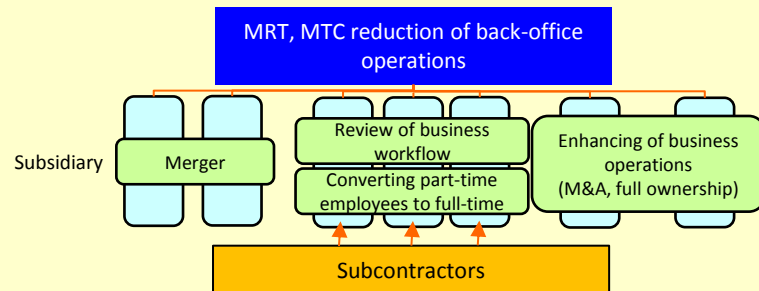 MRT, MTC reduction of back-office
operations
Subsidiary
Merger
Review of business
workflow
Converting part-time
employees to full-time
Enhancing of business
operations
(M&A, full ownership)
Subcontractors